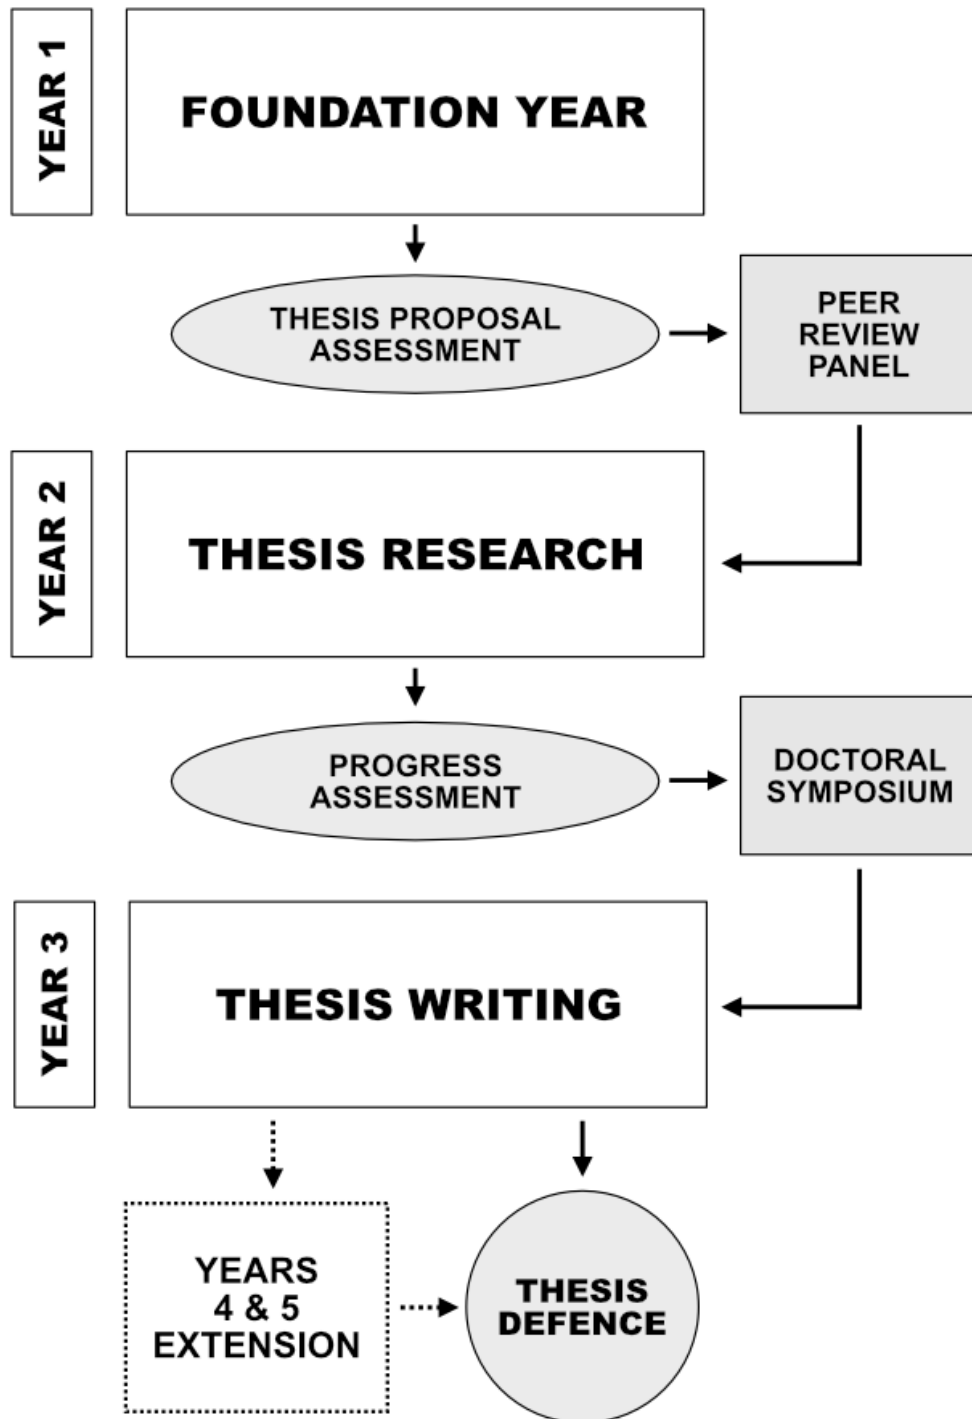 YEAR 1
FOUNDATION YEAR
THESIS PROPOSAL
ASSESSMENT
PEER
REVIEW
PANEL
YEAR 2
THESIS RESEARCH
PROGRESS
ASSESSMENT
DOCTORAL
SYMPOSIUM
YEAR 3
THESIS WRITING
YEARS
4 & 5
EXTENSION
THESIS
DEFENCE